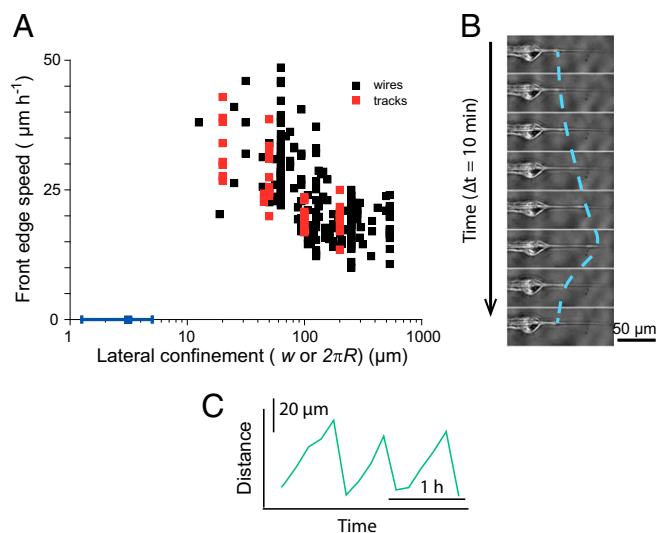 A
Front edge speed ( µm h-1)
50
25
0
wires
tracks
1
10
100
1000
Lateral confinement ( w or 2πR) (µm)
B
Time (Δt = 10 min)
50 µm
C
Distance
20 µm
1 h
Time